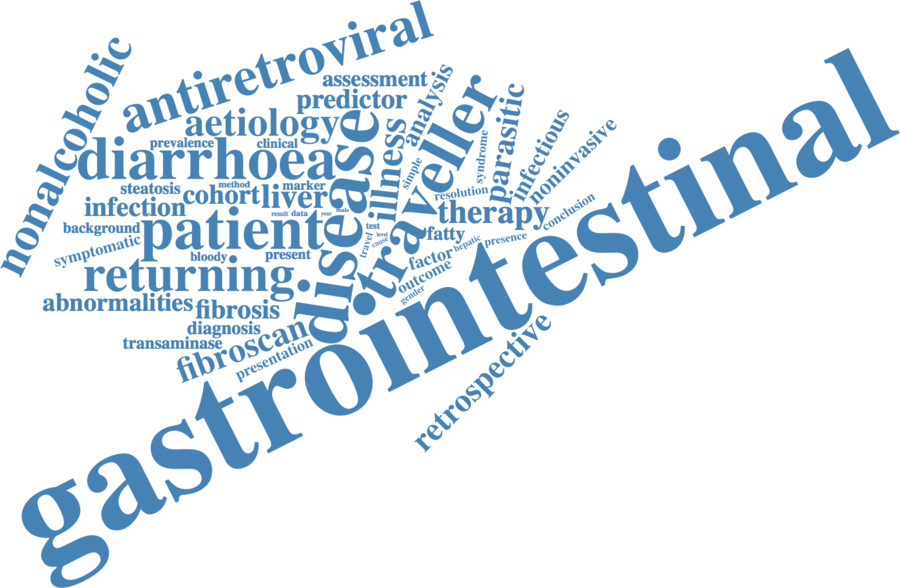 antiretroviral
nonalcoholic
assessment
analysis
predictor
traveller
parasitic
aetiology
disease
illness
infectious
noninvasive
prevalence
clinical
syndrome
diarrhoea
simple
steatosis
method
marker
cohort
liver
resolution
infection
result
data
year
male
therapy
conclusion
background
patient
test
level
fatty
travel
cause
hepatic
presence
symptomatic
bloody
present
factor
returning
outcome
gender
abnormalities
fibrosis
diagnosis
transaminase
fibroscan
presentation
gastrointestinal
retrospective